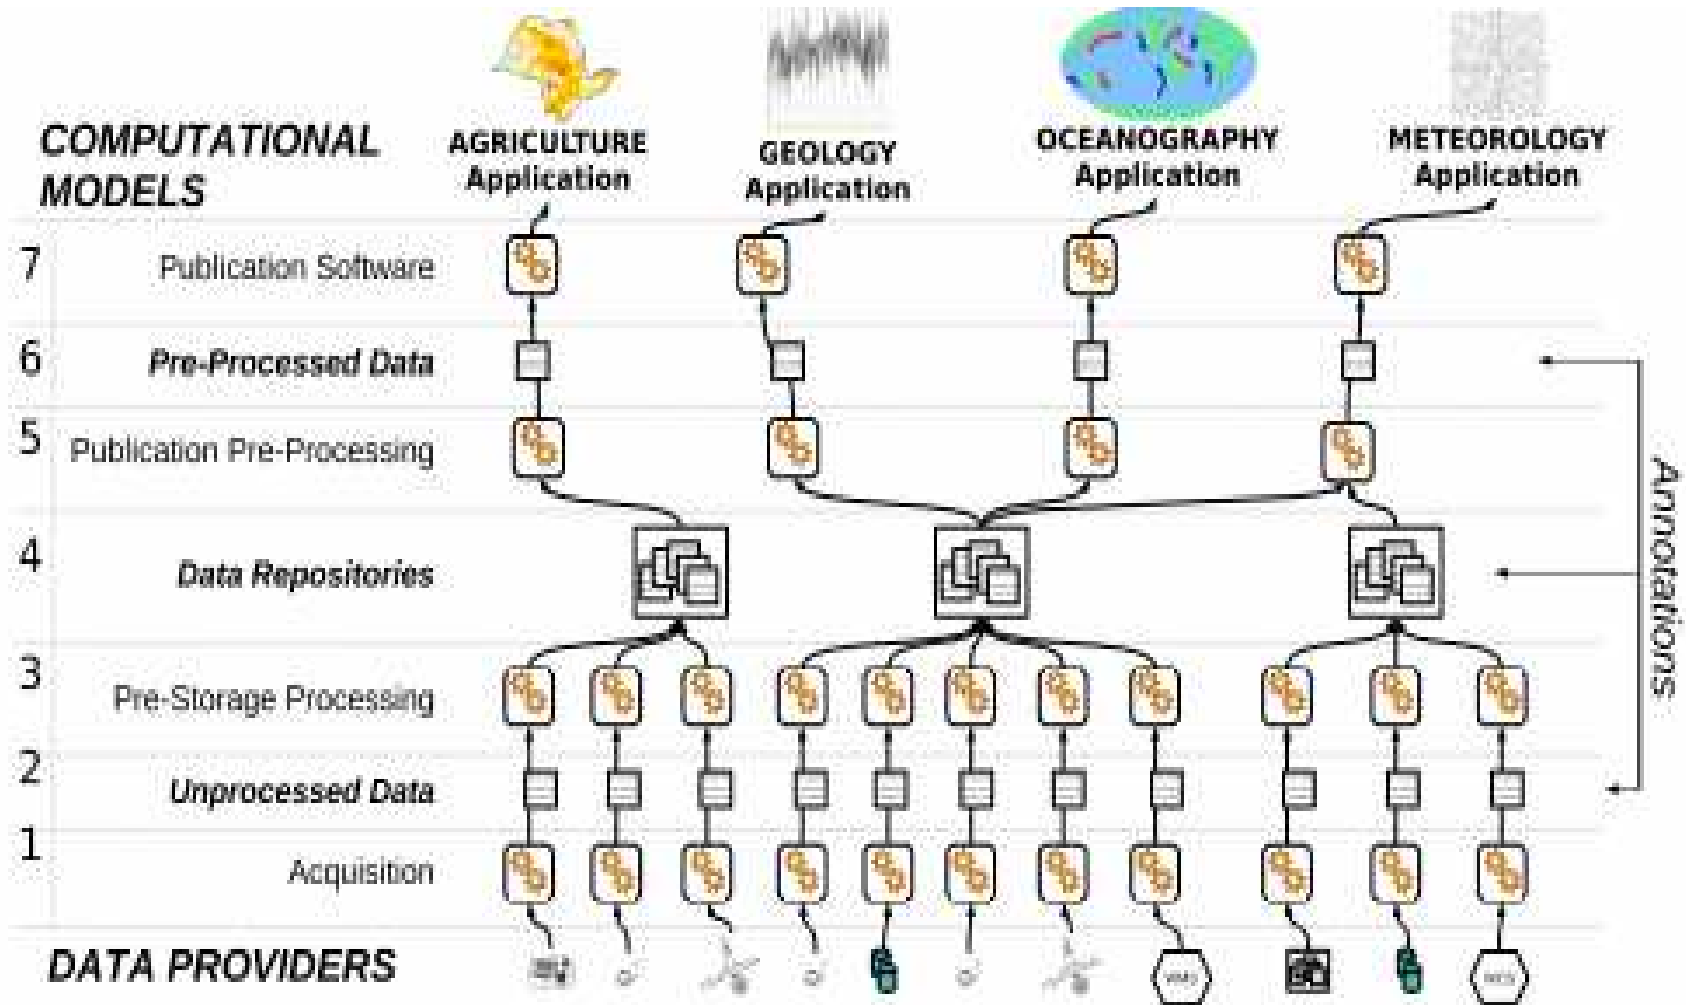 COMPUTATIONAL
MODELS
AGRICULTURE
Application
GEOLOGY
Application
OCEANOGRAPHY
Application
METEOROLOGY
Application
7
Publication Software
6
Pre-Processed Data
5
Publication Pre-Processing
4
Data Repositories
3
Pre-Storage Processing
2
Unprocessed Data
1
Acquisition
DATA PROVIDERS
Annotations